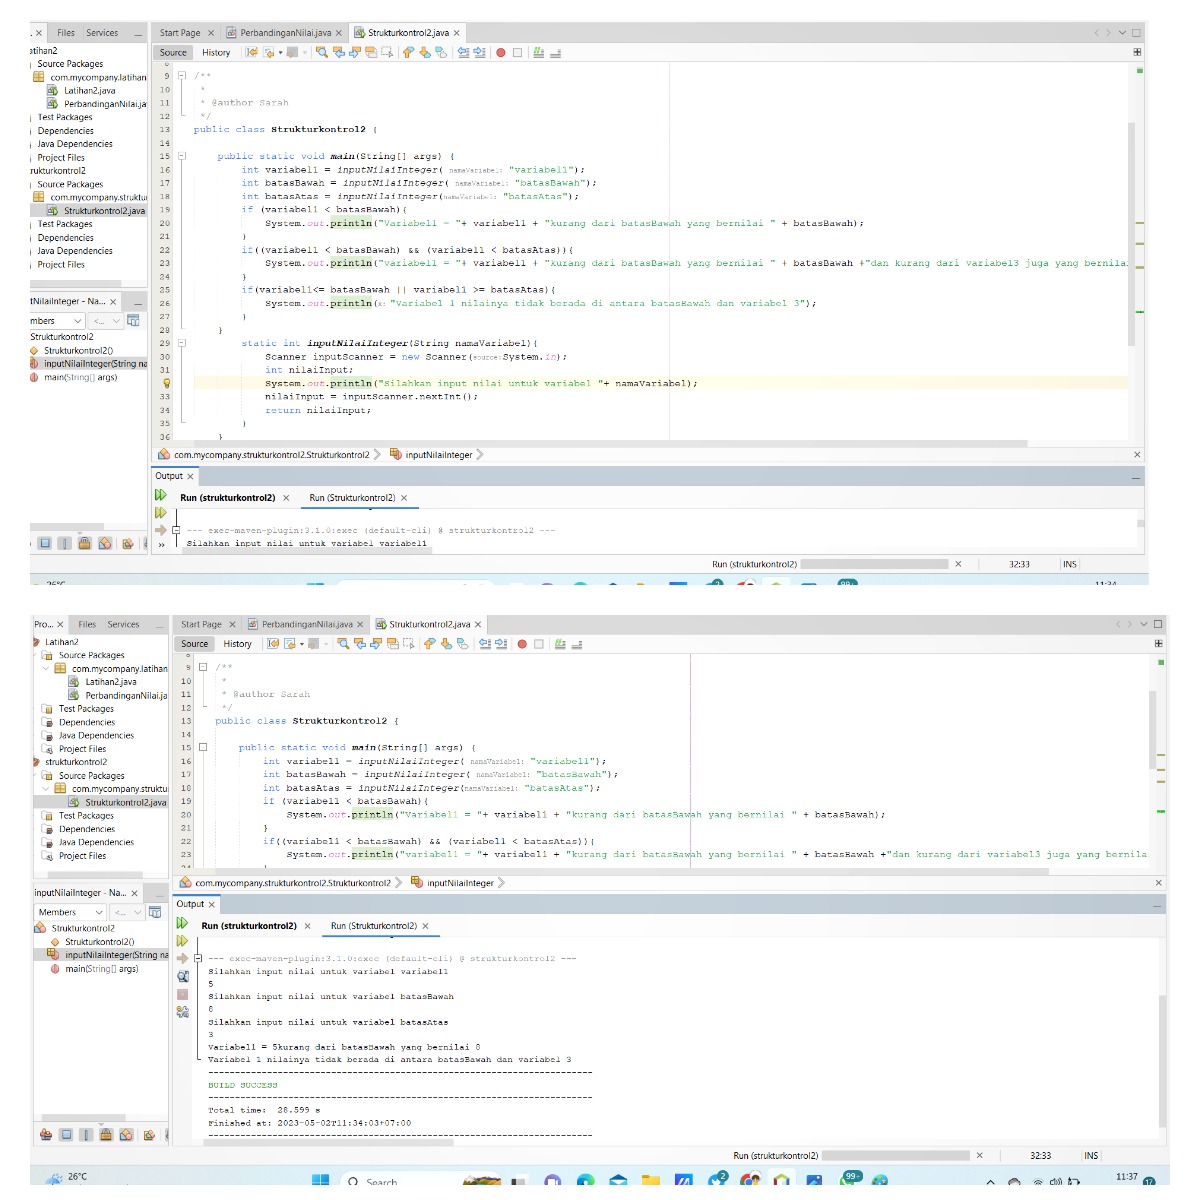 Files Services
Start Page PerbandinganNilai.java Strukturkontrol2.java
Source History
atihan2
Source Packages
com.mycompany.latihan
Latihan2.java
PerbandinganNilai.ja
Test Packages
Dependencies
Java Dependencies
Project Files
rukturkontrol2
Source Packages
com.mycompany.struktu
Strukturkontrol2.java
Test Packages
Dependencies
Java Dependencies
Project Files
tNilaiInteger - Na...
mbers <...
Strukturkontrol2
Strukturkontrol2()
inputNilaiInteger(String na
main(String[] args)
9 /**
10 *
11 * @author Sarah
12 */
13 public class Strukturkontrol2 {
14
15 public static void main(String[] args) {
16 int variabel1 = inputNilaiInteger( namaVariabel: "variabel1");
17 int batasBawah = inputNilaiInteger( namaVariabel: "batasBawah");
18 int batasAtas = inputNilaiInteger(namaVariabel: "batasAtas");
19 if (variabel1 < batasBawah){
20 System.out.println("Variabel1 = "+ variabel1 + "kurang dari batasBawah yang bernilai " + batasBawah);
21 }
22 if((variabel1 < batasBawah) && (variabel1 < batasAtas)){
23 System.out.println("variabel1 = "+ variabel1 + "kurang dari batasBawah yang bernilai " + batasBawah +"dan kurang dari variabel3 juga yang bernila
24 }
25 if(variabel1<= batasBawah || variabel1 >= batasAtas){
26 System.out.println(x: "Variabel 1 nilainya tidak berada di antara batasBawah dan variabel 3");
27 }
28 }
29 static int inputNilaiInteger(String namaVariabel){
30 Scanner inputScanner = new Scanner(source:System.in);
31 int nilaiInput;
System.out.println("Silahkan input nilai untuk variabel "+ namaVariabel);
33 nilaiInput = inputScanner.nextInt();
34 return nilaiInput;
35 }
36 }
com.mycompany.strukturkontrol2.Strukturkontrol2 inputNilaiInteger
Output
Run (strukturkontrol2) Run (Strukturkontrol2)
--- exec-maven-plugin:3.1.0:exec (default-cli) @ strukturkontrol2 ---
Silahkan input nilai untuk variabel variabel1
Run (strukturkontrol2) 32:33 INS
26°C 2 99+ 11:34
Pro... Files Services
Start Page PerbandinganNilai.java Strukturkontrol2.java
Source History
Latihan2
Source Packages
com.mycompany.latihan
Latihan2.java
PerbandinganNilai.ja
Test Packages
Dependencies
Java Dependencies
Project Files
strukturkontrol2
Source Packages
com.mycompany.struktu
Strukturkontrol2.java
Test Packages
Dependencies
Java Dependencies
Project Files
inputNilaiInteger - Na...
Members <...
Strukturkontrol2
Strukturkontrol2()
inputNilaiInteger(String na
main(String[] args)
8
9 /**
10 *
11 * @author Sarah
12 */
13 public class Strukturkontrol2 {
14
15 public static void main(String[] args) {
16 int variabel1 = inputNilaiInteger( namaVariabel: "variabel1");
17 int batasBawah = inputNilaiInteger( namaVariabel: "batasBawah");
18 int batasAtas = inputNilaiInteger(namaVariabel: "batasAtas");
19 if (variabel1 < batasBawah){
20 System.out.println("Variabel1 = "+ variabel1 + "kurang dari batasBawah yang bernilai " + batasBawah);
21 }
22 if((variabel1 < batasBawah) && (variabel1 < batasAtas)){
23 System.out.println("variabel1 = "+ variabel1 + "kurang dari batasBawah yang bernilai " + batasBawah +"dan kurang dari variabel3 juga yang bernila
com.mycompany.strukturkontrol2.Strukturkontrol2 inputNilaiInteger
Output
Run (strukturkontrol2) Run (Strukturkontrol2)
--- exec-maven-plugin:3.1.0:exec (default-cli) @ strukturkontrol2 ---
Silahkan input nilai untuk variabel variabel1
5
Silahkan input nilai untuk variabel batasBawah
8
Silahkan input nilai untuk variabel batasAtas
3
Variabel1 = 5kurang dari batasBawah yang bernilai 8
Variabel 1 nilainya tidak berada di antara batasBawah dan variabel 3
------------------------------------------------------------------------
BUILD SUCCESS
------------------------------------------------------------------------
Total time: 28.599 s
Finished at: 2023-05-02T11:34:03+07:00
------------------------------------------------------------------------
Run (strukturkontrol2) 32:33 INS
26°C Search 2 99+ 11:37